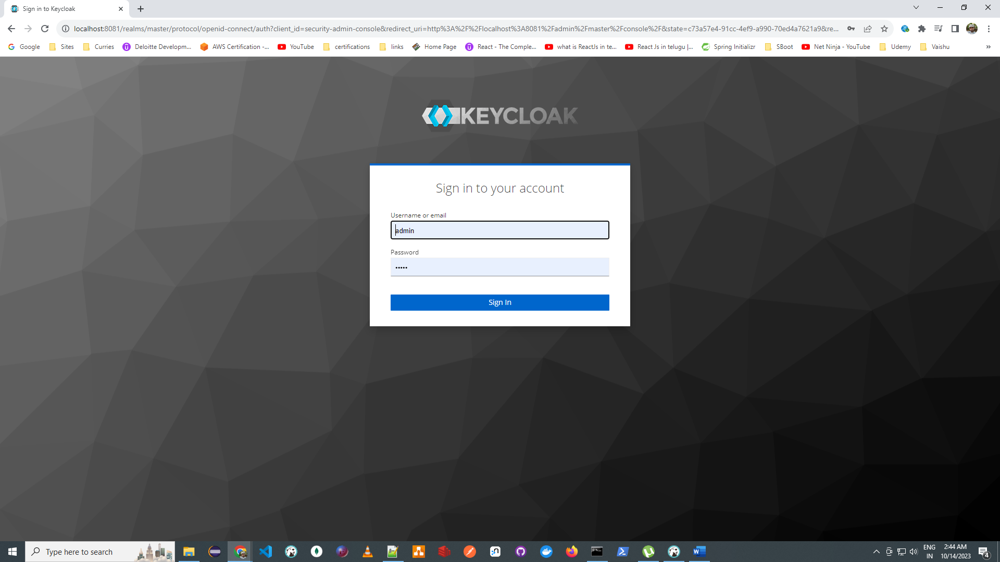 Sign in to Keycloak
localhost:8081/realms/master/protocol/openid-connect/auth?client_id=security-admin-console&redirect_uri=http%3A%2F%2Flocalhost%3A8081%2Fadmin%2Fmaster%2Fconsole%2F&state=c73a57e4-91cc-4ef9-a990-70ed4a7621a9&re...
Google Sites Curries Deloitte Developm... AWS Certification -... YouTube certifications links Home Page React - The Comple... what is ReactJs in te... React Js in telugu |... Spring Initializr SBoot Net Ninja - YouTube Udemy Vaishu »
KEYCLOAK
Sign in to your account
Username or email
admin
Password
•••••
Sign In
Type here to search
ENG 2:44 AM
IN 10/14/2023 4